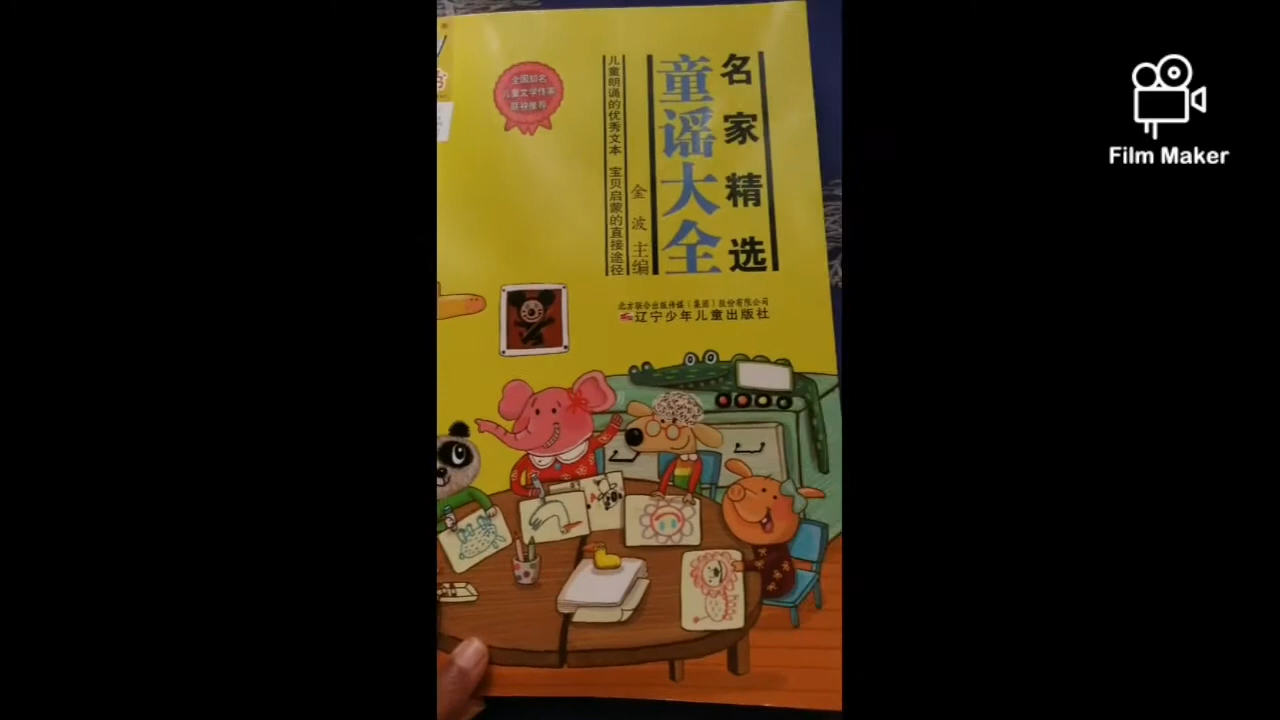 名家精选
童谣大全
金波 主编
儿童朗诵的优秀文本 宝贝启蒙的直接途径
全国知名
儿童文学作家
联袂推荐
北方联合出版传媒(集团)股份有限公司
辽宁少年儿童出版社
Film Maker